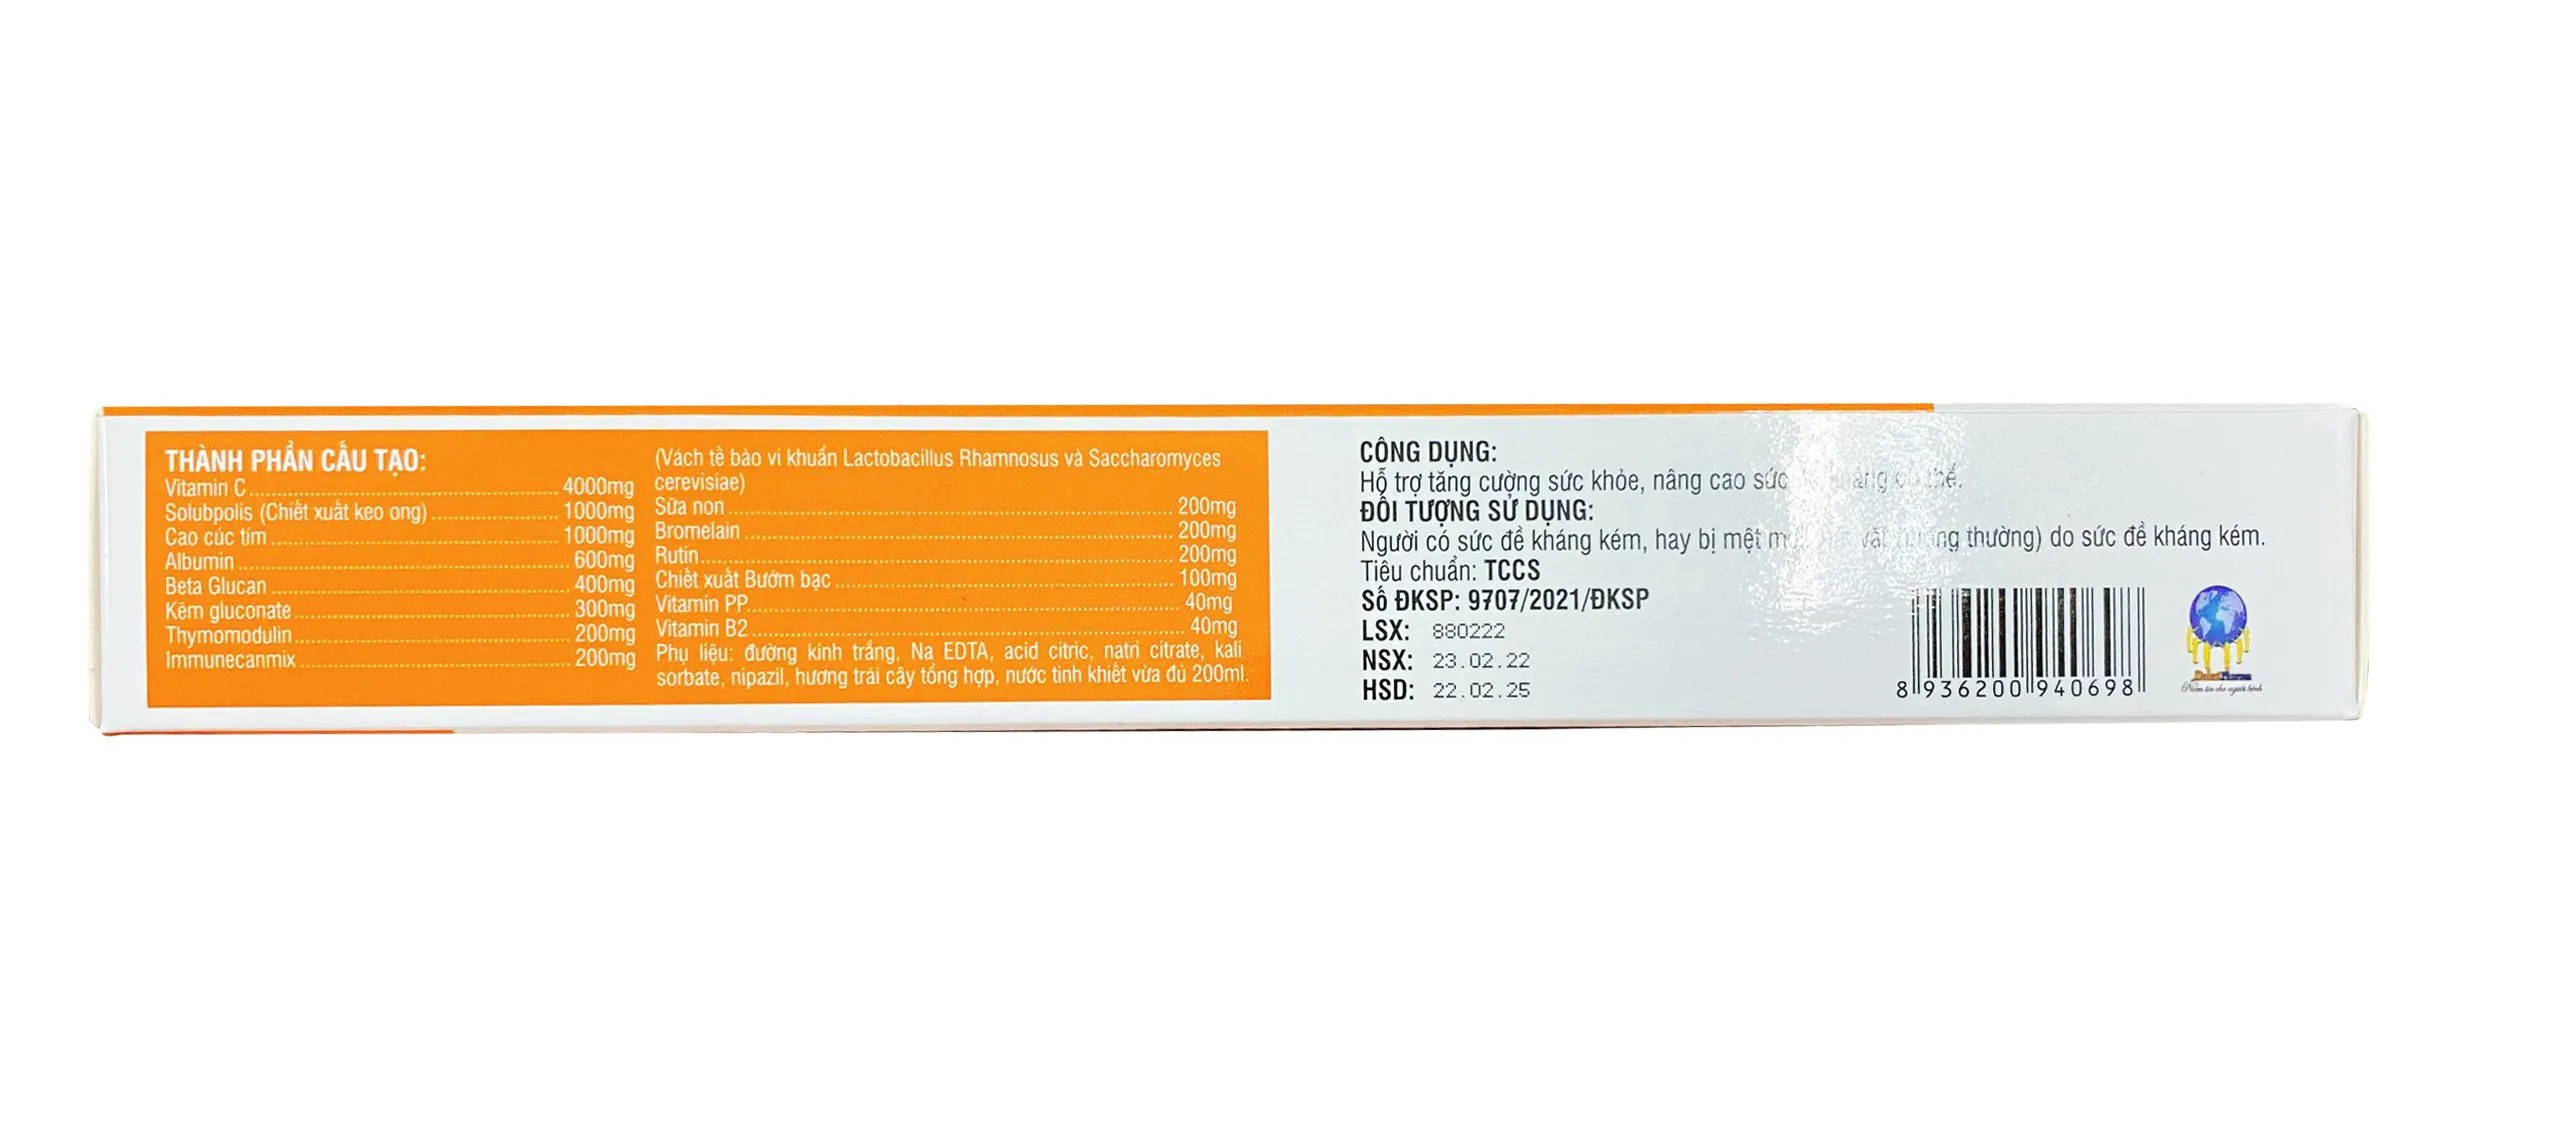 THÀNH PHẦN CẤU TẠO:
Vitamin C 4000mg
Solubpolis (Chiết xuất keo ong) 1000mg
Cao cúc tím 1000mg
Albumin 600mg
Beta Glucan 400mg
Kẽm gluconate 300mg
Thymomodulin 200mg
Immunecanmix 200mg
(Vách tế bào vi khuẩn Lactobacillus Rhamnosus và Saccharomyces
cerevisiae)
Sữa non 200mg
Bromelain 200mg
Rutin 200mg
Chiết xuất Bướm bạc 100mg
Vitamin PP 40mg
Vitamin B2 40mg
Phụ liệu: đường kính trắng, Na EDTA, acid citric, natri citrate, kali
sorbate, nipazil, hương trái cây tổng hợp, nước tinh khiết vừa đủ 200ml.
CÔNG DỤNG:
Hỗ trợ tăng cường sức khỏe, nâng cao sức thể.
ĐỐI TƯỢNG SỬ DỤNG:
Người có sức đề kháng kém, hay bị mệt vặt thường) do sức đề kháng kém.
Tiêu chuẩn: TCCS
Số ĐKSP: 9707/2021/ĐKSP
LSX: 880222
NSX: 23.02.22
HSD: 22.02.25
8 936200 940698